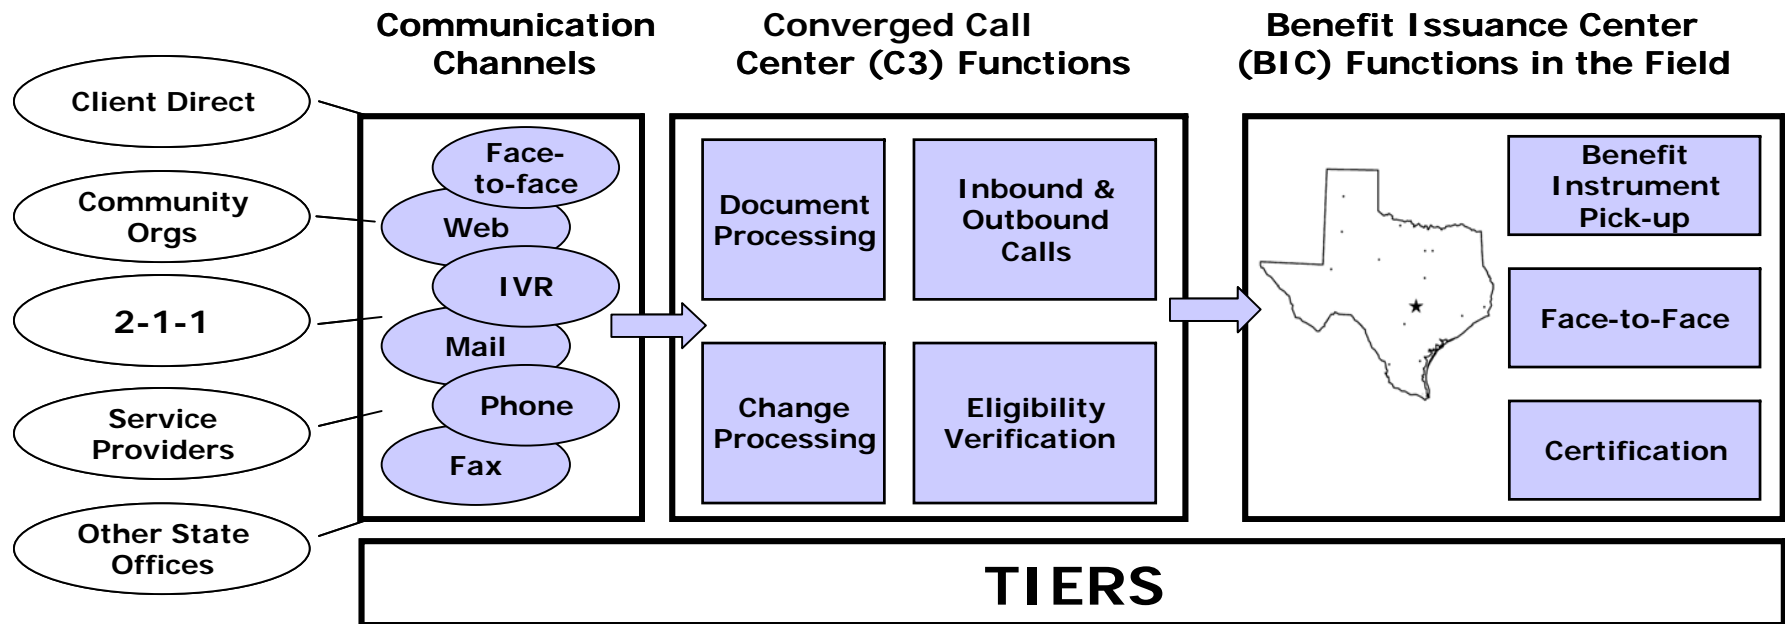 Communication
Channels
Converged Call
Center (C3) Functions
Benefit Issuance Center
(BIC) Functions in the Field
Client Direct
Community
Orgs
2-1-1
Service
Providers
Other State
Offices
Face-
to-face
Web
IVR
Mail
Phone
Fax
Document
Processing
Inbound &
Outbound
Calls
Change
Processing
Eligibility
Verification
Benefit
Instrument
Pick-up
Face-to-Face
Certification
TIERS